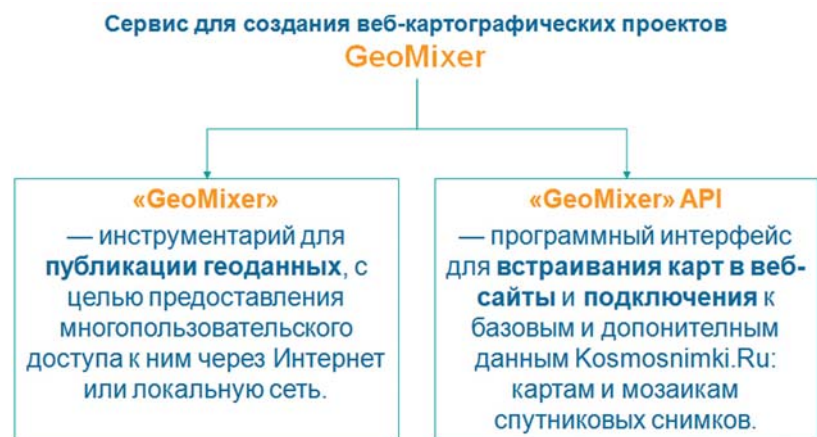 Сервис для создания веб-картографических проектов
GeoMixer
«GeoMixer»
— инструментарий для
публикации геоданных, с
целью предоставления
многопользовательского
доступа к ним через Интернет
или локальную сеть.
«GeoMixer» API
— программный интерфейс
для встраивания карт в веб-
сайты и подключения к
базовым и допонителным
данным Kosmosnimki.Ru:
картам и мозаикам
спутниковых снимков.